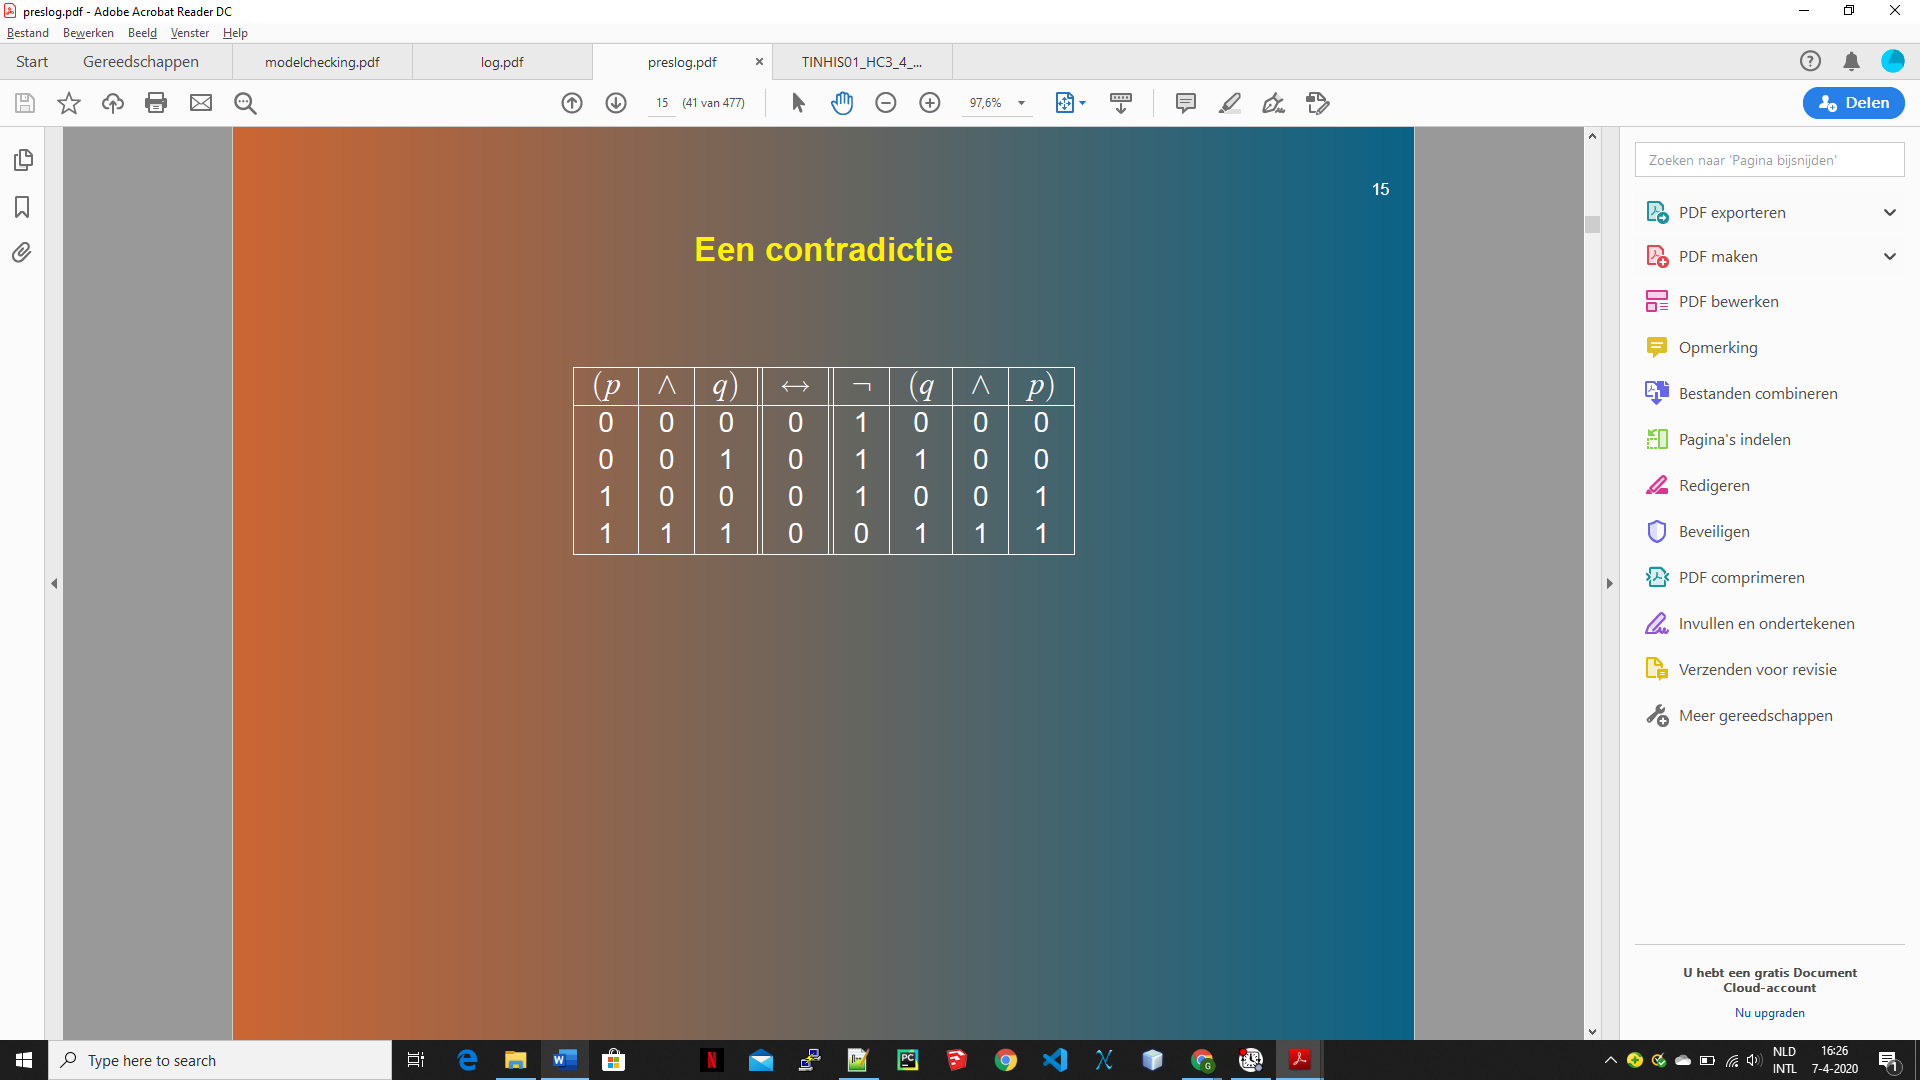 preslog.pdf - Adobe Acrobat Reader DC
Bestand Bewerken Beeld Venster Help
Start Gereedschappen modelchecking.pdf log.pdf preslog.pdf × TINHIS01_HC3_4_...
15 (41 van 477) 97,6% Delen
15
Een contradictie
(p ∧ q) ↔ ¬ (q ∧ p)
0 0 0 0 1 0 0 0
0 0 1 0 1 1 0 0
1 0 0 0 1 0 0 1
1 1 1 0 0 1 1 1
Zoeken naar 'Pagina bijsnijden'
PDF exporteren
PDF maken
PDF bewerken
Opmerking
Bestanden combineren
Pagina's indelen
Redigeren
Beveiligen
PDF comprimeren
Invullen en ondertekenen
Verzenden voor revisie
Meer gereedschappen
U hebt een gratis Document
Cloud-account
Nu upgraden
Type here to search
NLD
INTL
16:26
7-4-2020
1